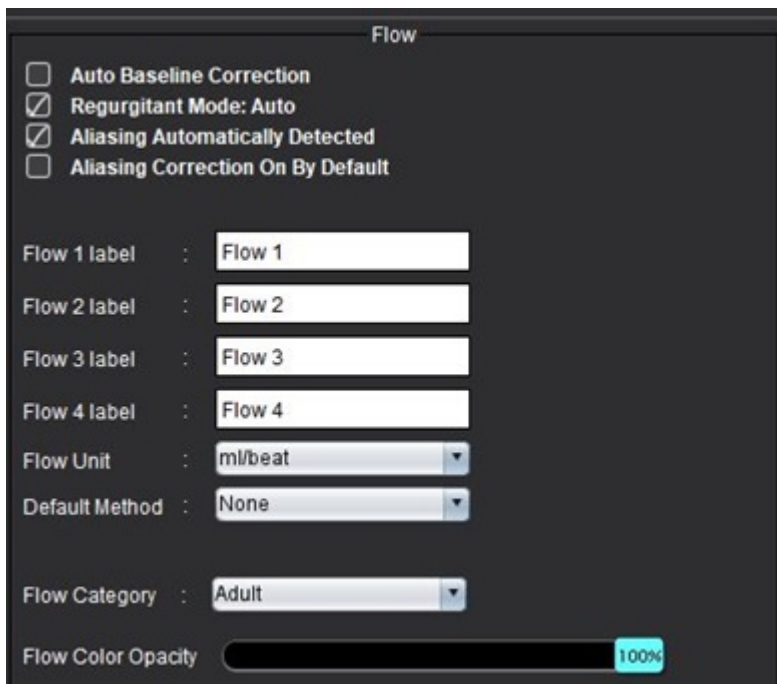 Flow
Auto Baseline Correction
Regurgitant Mode: Auto
Aliasing Automatically Detected
Aliasing Correction On By Default
Flow 1 label : Flow 1
Flow 2 label : Flow 2
Flow 3 label : Flow 3
Flow 4 label : Flow 4
Flow Unit : ml/beat
Default Method : None
Flow Category : Adult
Flow Color Opacity 100%